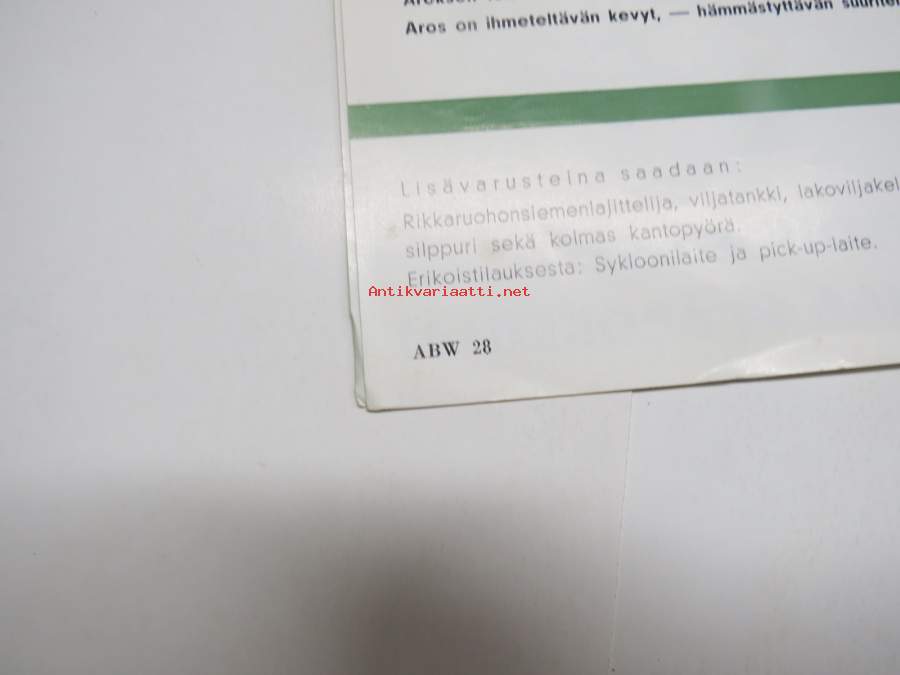 Aros on ihmeteltävän kevyt, — hämmästyttävän
Lisävarusteina saadaan:
Rikkaruohonsiemenlajittelija, viljatankki,
silppuri sekä kolmas kantopyörä.
Erikoistilauksesta: Sykloonilaite ja pick-up-laite.
Antikvariaatti.net
ABW 28